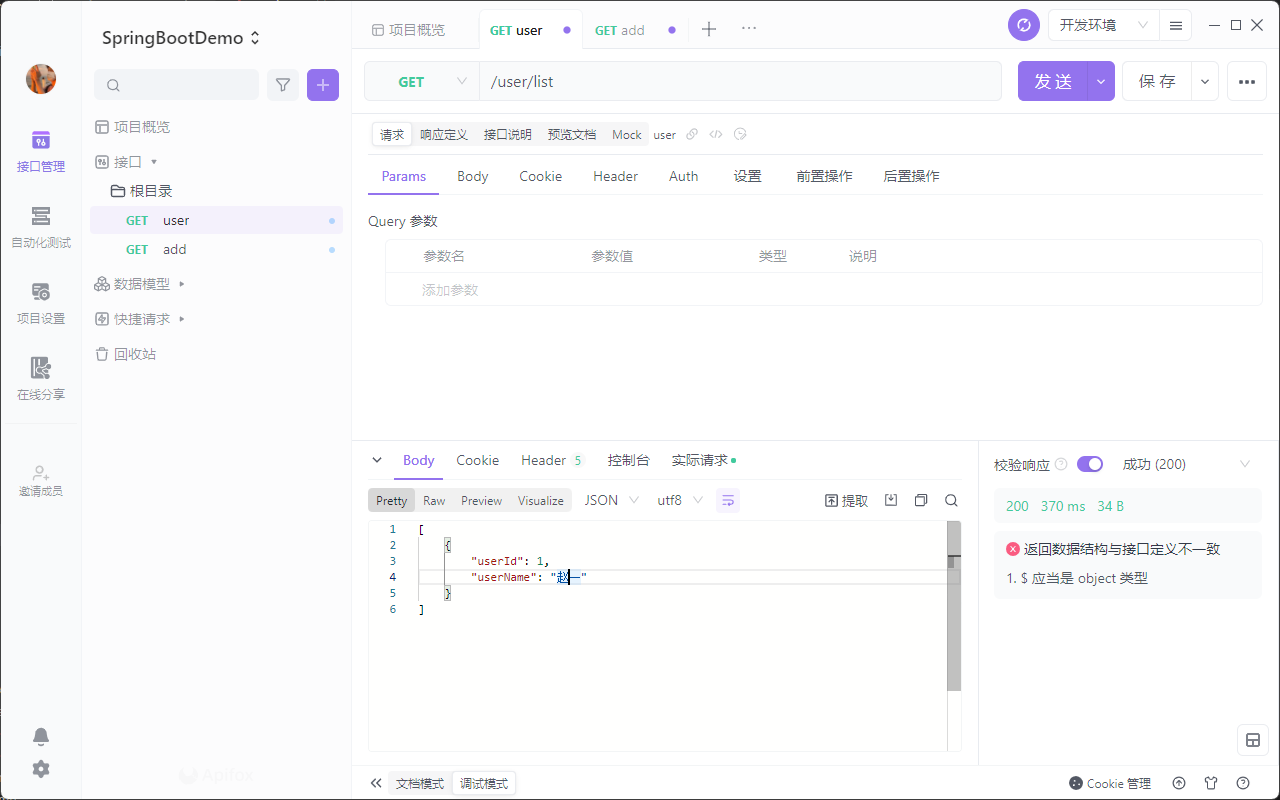 SpringBootDemo
项目概览
GET user
GET add
开发环境
GET
/user/list
发送
保存
接口管理
自动化测试
项目设置
在线分享
邀请成员
项目概览
接口
根目录
GET user
GET add
数据模型
快捷请求
回收站
Apifox
请求
响应定义
接口说明
预览文档
Mock
user
Params
Body
Cookie
Header
Auth
设置
前置操作
后置操作
Query 参数
参数名
参数值
类型
说明
添加参数
Body
Cookie
Header 5
控制台
实际请求
Pretty
Raw
Preview
Visualize
JSON
utf8
提取
1 [
2 {
3 "userId": 1,
4 "userName": "赵一"
5 }
6 ]
校验响应
成功 (200)
200 370 ms 34 B
返回数据结构与接口定义不一致
1. $ 应当是 object 类型
文档模式
调试模式
Cookie 管理